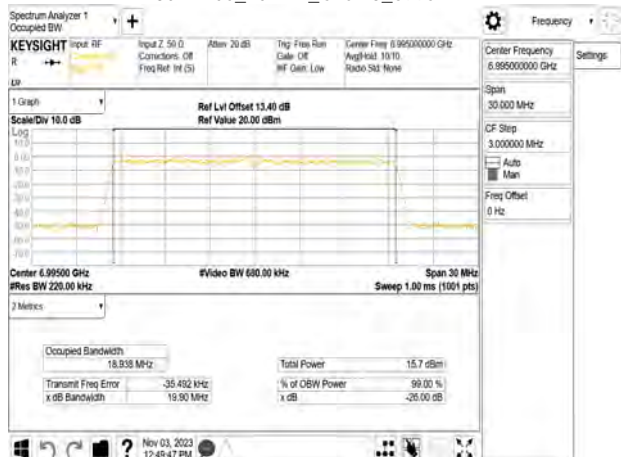 Spectrum Analyzer 1
Occupied BW
+
Frequency
KEYSIGHT
Input: RF
R
Input Z: 50 Ω
Corrections: Off
Freq Ref: Int (S)
Atten: 20 dB
Trig: Free Run
Gate: Off
#IF Gain: Low
Center Freq: 6.995000000 GHz
Avg|Hold: 10/10
Radio Std: None
Center Frequency
6.995000000 GHz
Settings
Span
30.000 MHz
CF Step
3.000000 MHz
Auto
Man
Freq Offset
0 Hz
1 Graph
Scale/Div 10.0 dB
Ref Lvl Offset 13.40 dB
Ref Value 20.00 dBm
Log
Center 6.99500 GHz
#Res BW 220.00 kHz
#Video BW 680.00 kHz
Span 30 MHz
Sweep 1.00 ms (1001 pts)
2 Metrics
Occupied Bandwidth
18.938 MHz
Total Power
15.7 dBm
Transmit Freq Error
-35.492 kHz
% of OBW Power
99.00 %
x dB Bandwidth
19.90 MHz
x dB
-26.00 dB
?
Nov 03, 2023
12:49:47 PM